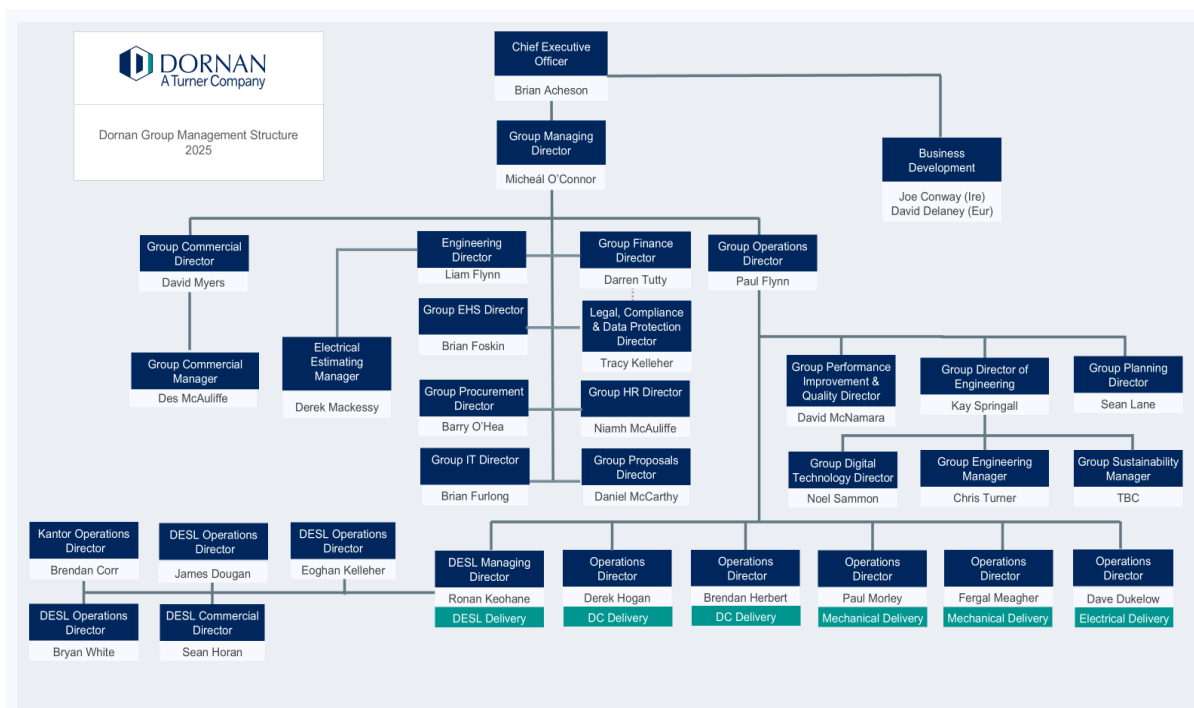 DORNAN
A Turner Company
Dornan Group Management Structure
2025
Chief Executive
Officer
Brian Acheson
Group Managing
Director
Micheál O'Connor
Business
Development
Joe Conway (Ire)
David Delaney (Eur)
Group Commercial
Director
David Myers
Engineering
Director
Liam Flynn
Group Finance
Director
Darren Tutty
Group Operations
Director
Paul Flynn
Group EHS Director
Brian Foskin
Legal, Compliance
& Data Protection
Director
Tracy Kelleher
Group Commercial
Manager
Des McAuliffe
Electrical
Estimating
Manager
Derek Mackessy
Group Performance
Improvement &
Quality Director
David McNamara
Group Director of
Engineering
Kay Springall
Group Planning
Director
Sean Lane
Group Procurement
Director
Barry O'Hea
Group HR Director
Niamh McAuliffe
Group IT Director
Brian Furlong
Group Proposals
Director
Daniel McCarthy
Group Digital
Technology Director
Noel Sammon
Group Engineering
Manager
Chris Turner
Group Sustainability
Manager
TBC
Kantor Operations
Director
Brendan Corr
DESL Operations
Director
James Dougan
DESL Operations
Director
Eoghan Kelleher
DESL Managing
Director
Ronan Keohane
DESL Delivery
Operations
Director
Derek Hogan
DC Delivery
Operations
Director
Brendan Herbert
DC Delivery
Operations
Director
Paul Morley
Mechanical Delivery
Operations
Director
Fergal Meagher
Mechanical Delivery
Operations
Director
Dave Dukelow
Electrical Delivery
DESL Operations
Director
Bryan White
DESL Commercial
Director
Sean Horan